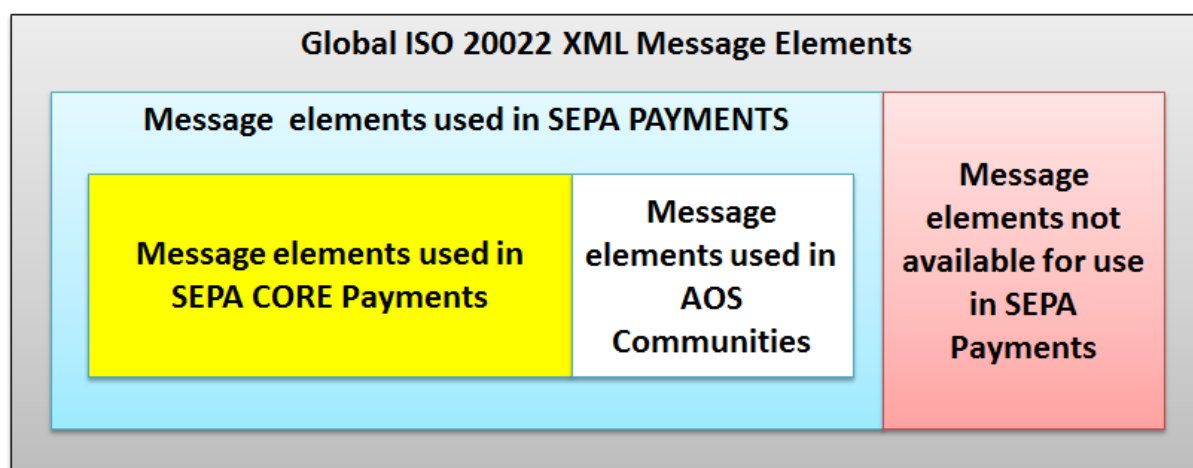 Global ISO 20022 XML Message Elements
Message elements used in SEPA PAYMENTS
Message elements used in
SEPA CORE Payments
Message
elements used in
AOS
Communities
Message
elements not
available for use
in SEPA
Payments